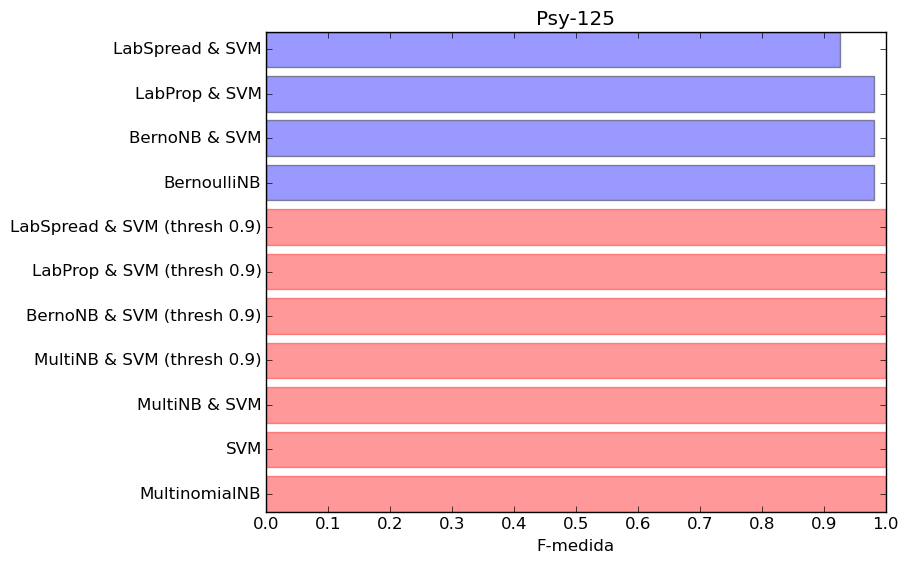 Psy-125
LabSpread & SVM
LabProp & SVM
BernoNB & SVM
BernoulliNB
LabSpread & SVM (thresh 0.9)
LabProp & SVM (thresh 0.9)
BernoNB & SVM (thresh 0.9)
MultiNB & SVM (thresh 0.9)
MultiNB & SVM
SVM
MultinomialNB
0.0 0.1 0.2 0.3 0.4 0.5 0.6 0.7 0.8 0.9 1.0
F-medida